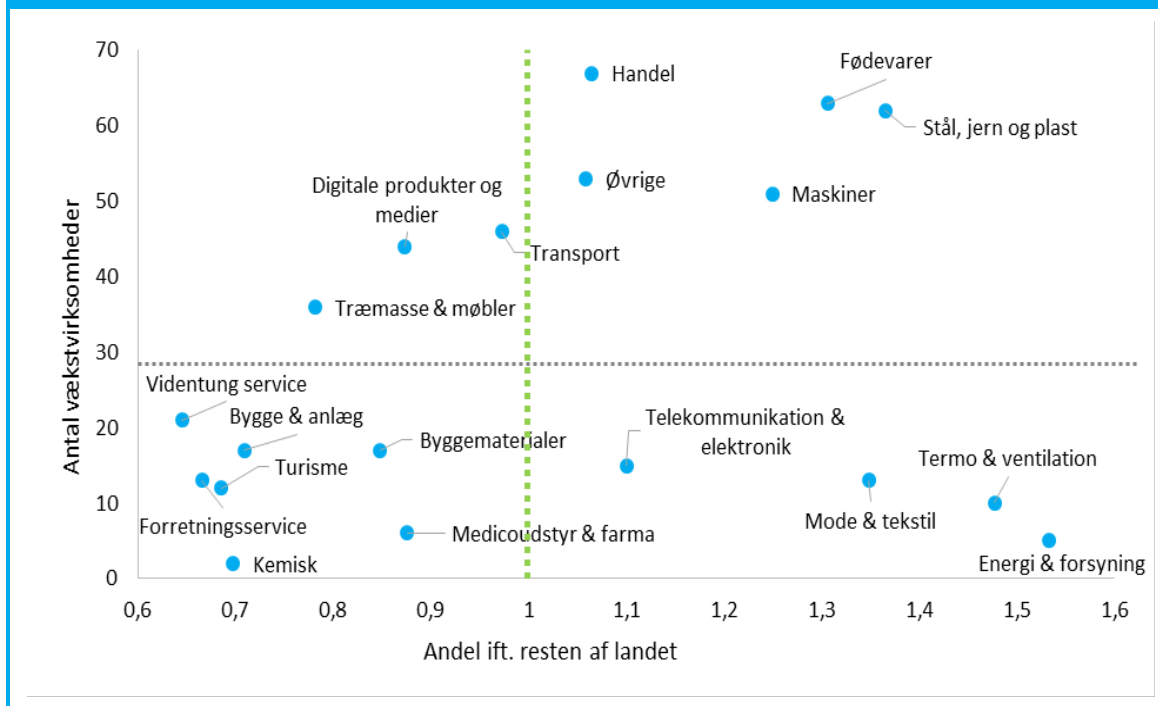 70
60
50
40
30
20
10
0
Antal vækstvirksomheder
Handel
Fødevarer
Stål, jern og plast
Øvrige
Maskiner
Digitale produkter og
medier
Transport
Træmasse & møbler
Videntung service
Bygge & anlæg
Turisme
Forretningsservice
Kemisk
Byggematerialer
Medicoudstyr & farma
Telekommunikation &
elektronik
Mode & tekstil
Termo & ventilation
Energi & forsyning
0,6 0,7 0,8 0,9 1 1,1 1,2 1,3 1,4 1,5 1,6
Andel ift. resten af landet